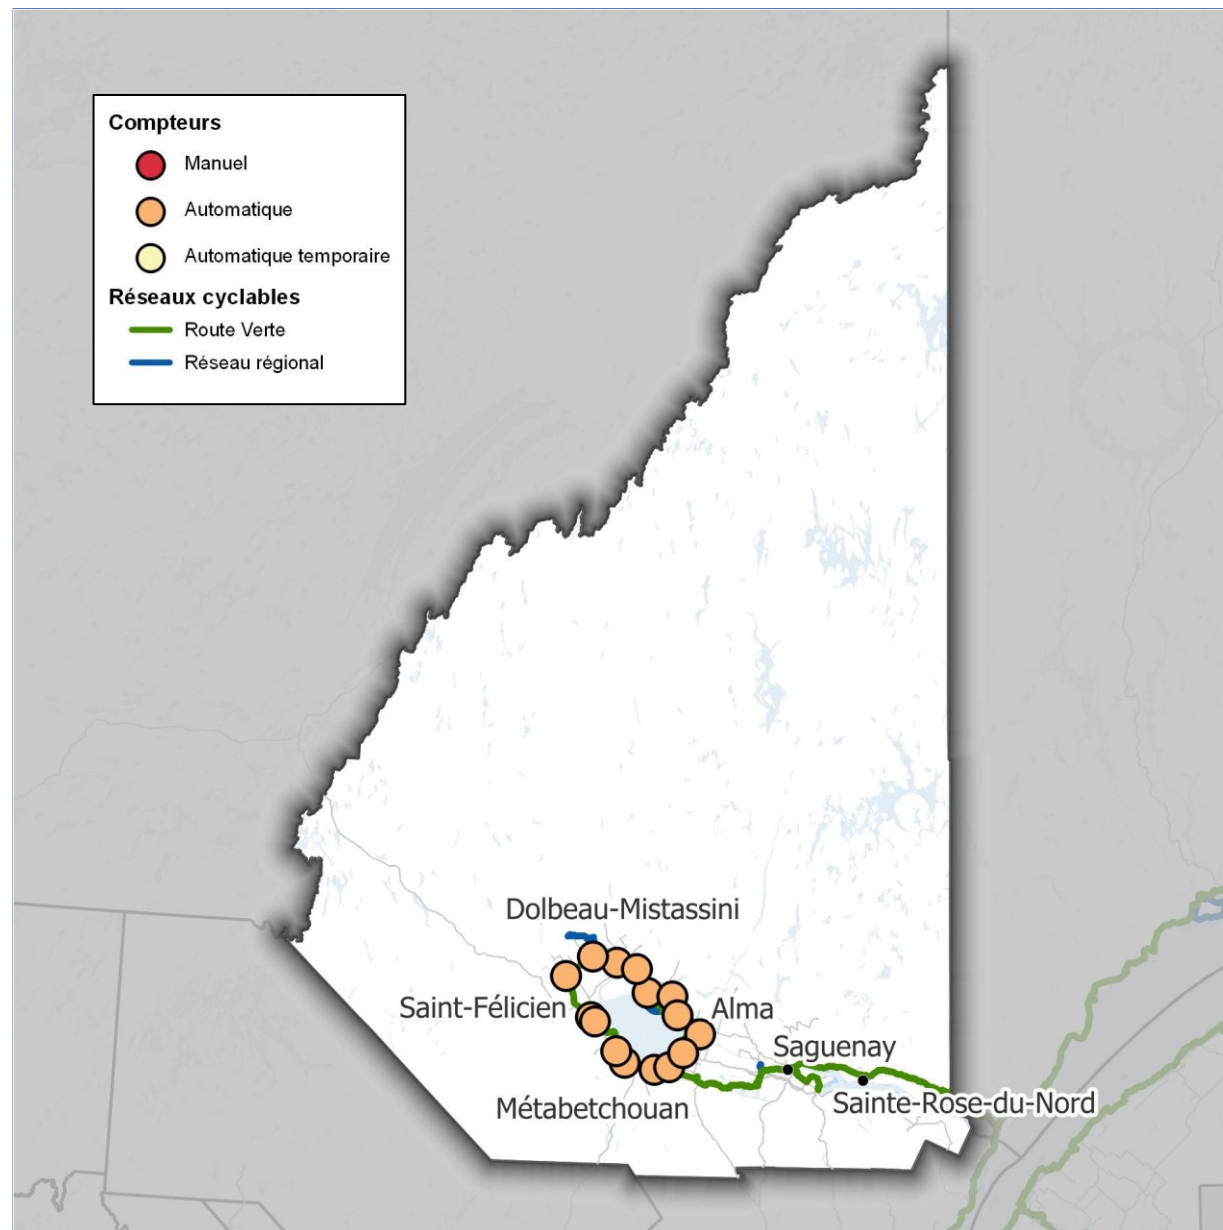 Compteurs
Manuel
Automatique
Automatique temporaire
Réseaux cyclables
Route Verte
Réseau régional
Dolbeau-Mistassini
Saint-Félicien
Alma
Saguenay
Sainte-Rose-du-Nord
Métabetchouan